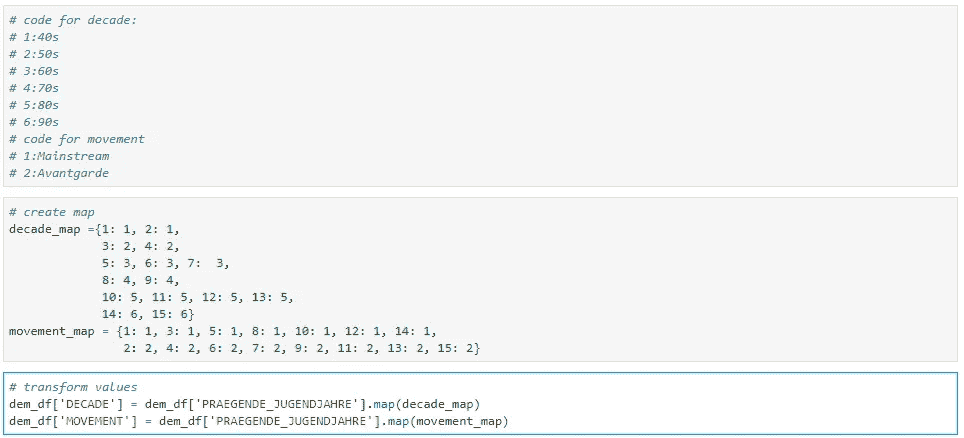 # code for decade:
# 1:40s
# 2:50s
# 3:60s
# 4:70s
# 5:80s
# 6:90s
# code for movement
# 1:Mainstream
# 2:Avantgarde
# create map
decade_map ={1: 1, 2: 1,
3: 2, 4: 2,
5: 3, 6: 3, 7:  3,
8: 4, 9: 4,
10: 5, 11: 5, 12: 5, 13: 5,
14: 6, 15: 6}
movement_map = {1: 1, 3: 1, 5: 1, 8: 1, 10: 1, 12: 1, 14: 1,
2: 2, 4: 2, 6: 2, 7: 2, 9: 2, 11: 2, 13: 2, 15: 2}
# transform values
dem_df['DECADE'] = dem_df['PRAEGENDE_JUGENDJAHRE'].map(decade_map)
dem_df['MOVEMENT'] = dem_df['PRAEGENDE_JUGENDJAHRE'].map(movement_map)